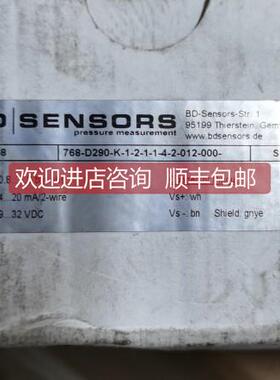 SENSORS
pressure measurement
BD-Sensors-Str. 1
95199 Thierstein, Ger
www.bdsensors.de
8
768-D290-K-1-2-1-1-4-2-012-000-
S
欢迎进店咨询 顺丰包邮
20 mA/2-wire
Vs+: wh
32 VDC
Vs -: bn
Shield: gnye